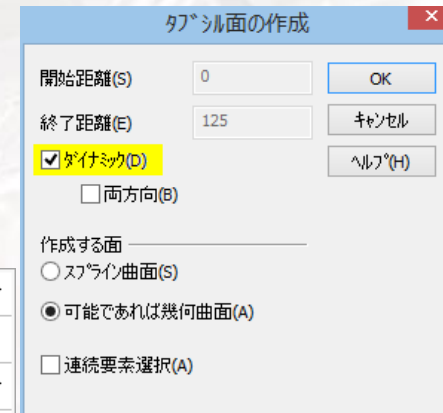 タブシル面の作成
開始距離(S) 0 OK
終了距離(E) 125 キャンセル
ダイナミック(D) ヘルプ(H)
両方向(B)
作成する面
スプライン曲面(S)
可能であれば幾何曲面(A)
連続要素選択(A)